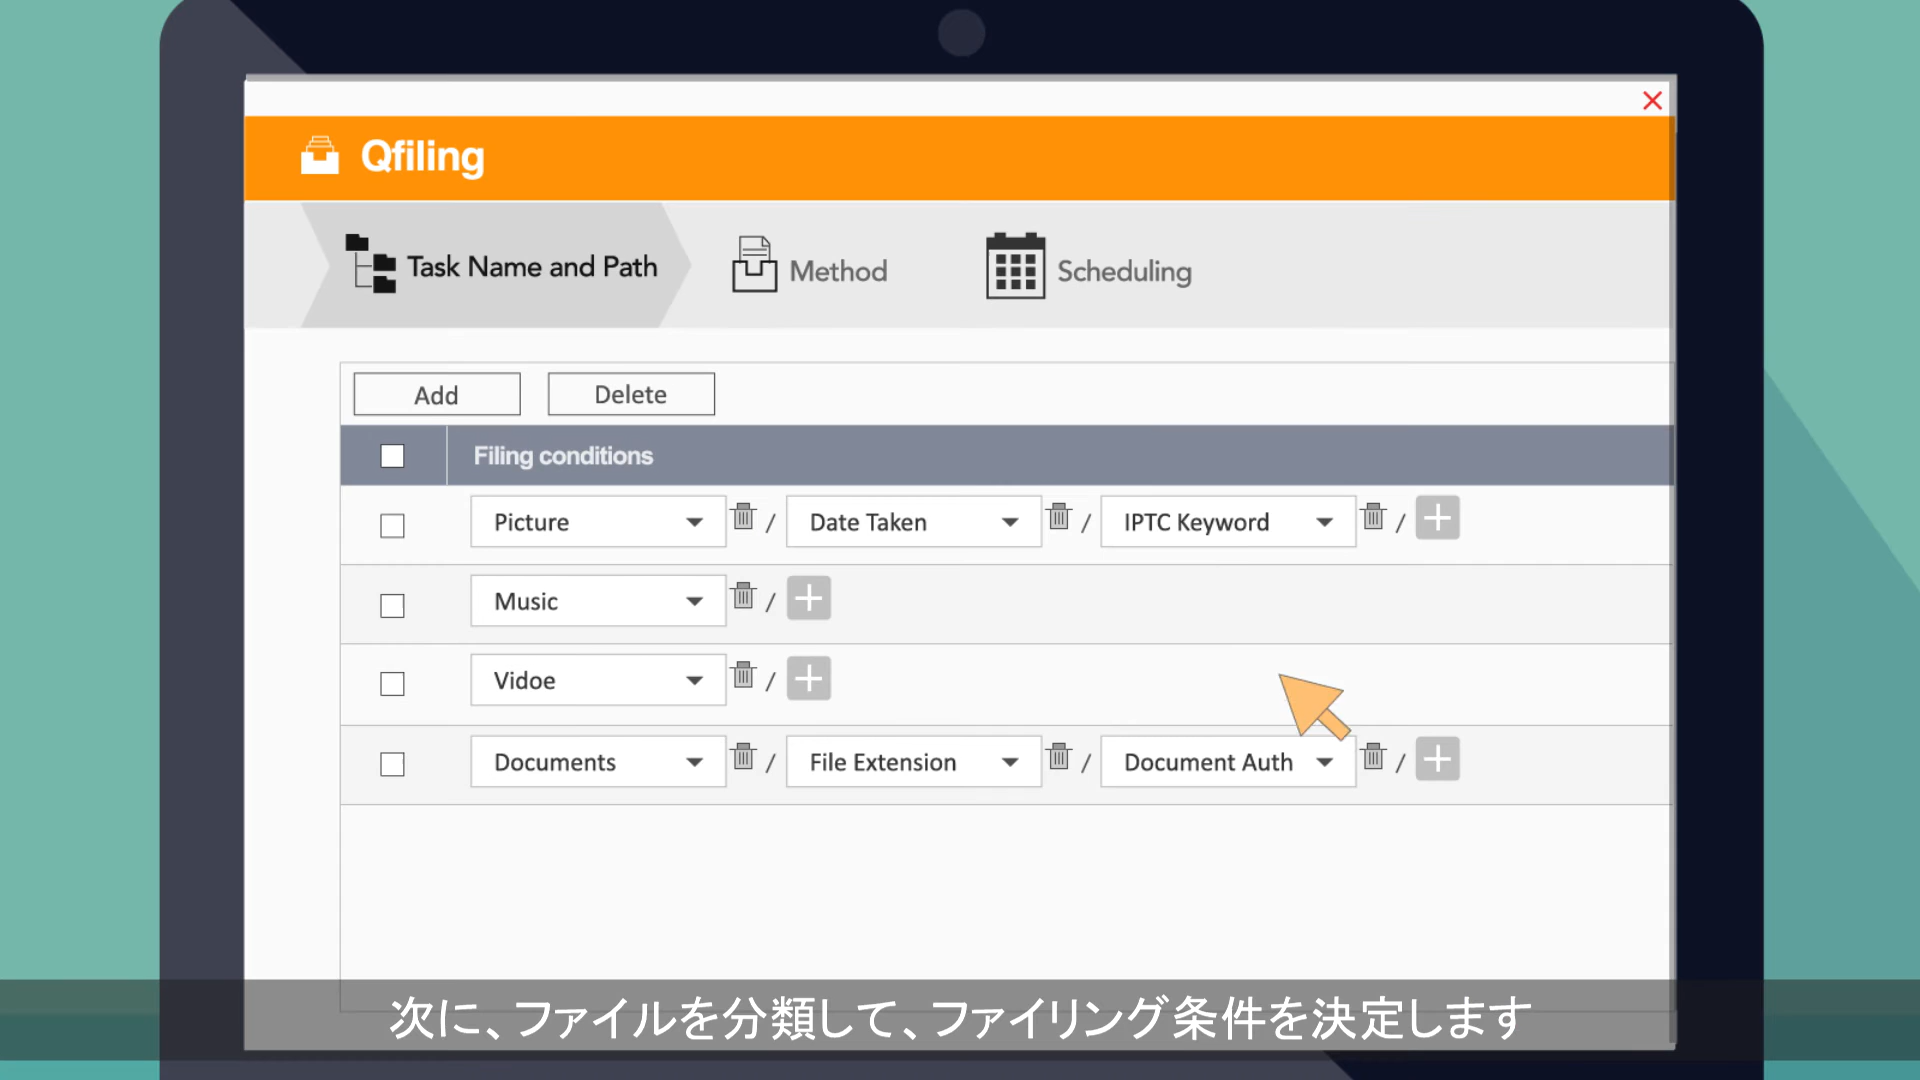 Qfiling
Task Name and Path Method Scheduling
Add Delete
Filing conditions
Picture / Date Taken / IPTC Keyword /
Music /
Vidoe /
Documents / File Extension / Document Auth /
次に、ファイルを分類して、ファイリング条件を決定します